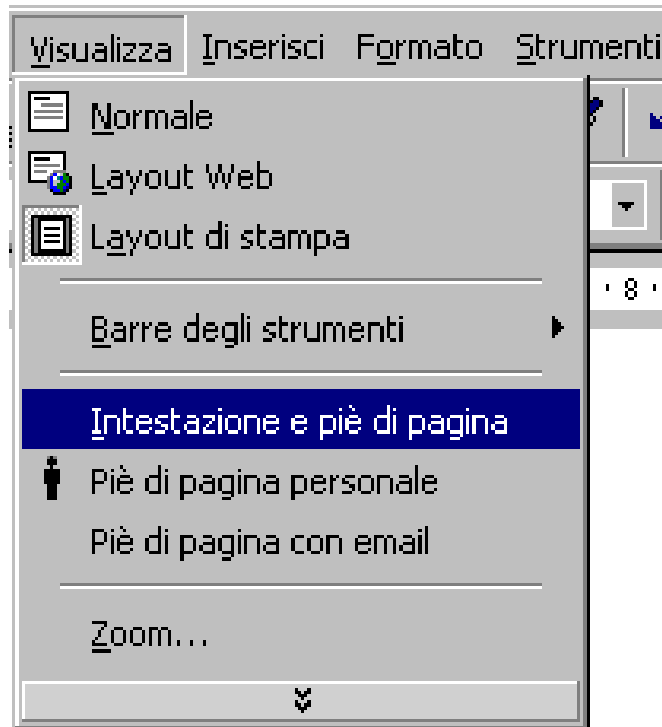 Visualizza Inserisci Formato Strumenti
Normale
Layout Web
Layout di stampa
8
Barre degli strumenti
Intestazione e piè di pagina
Piè di pagina personale
Piè di pagina con email
Zoom...